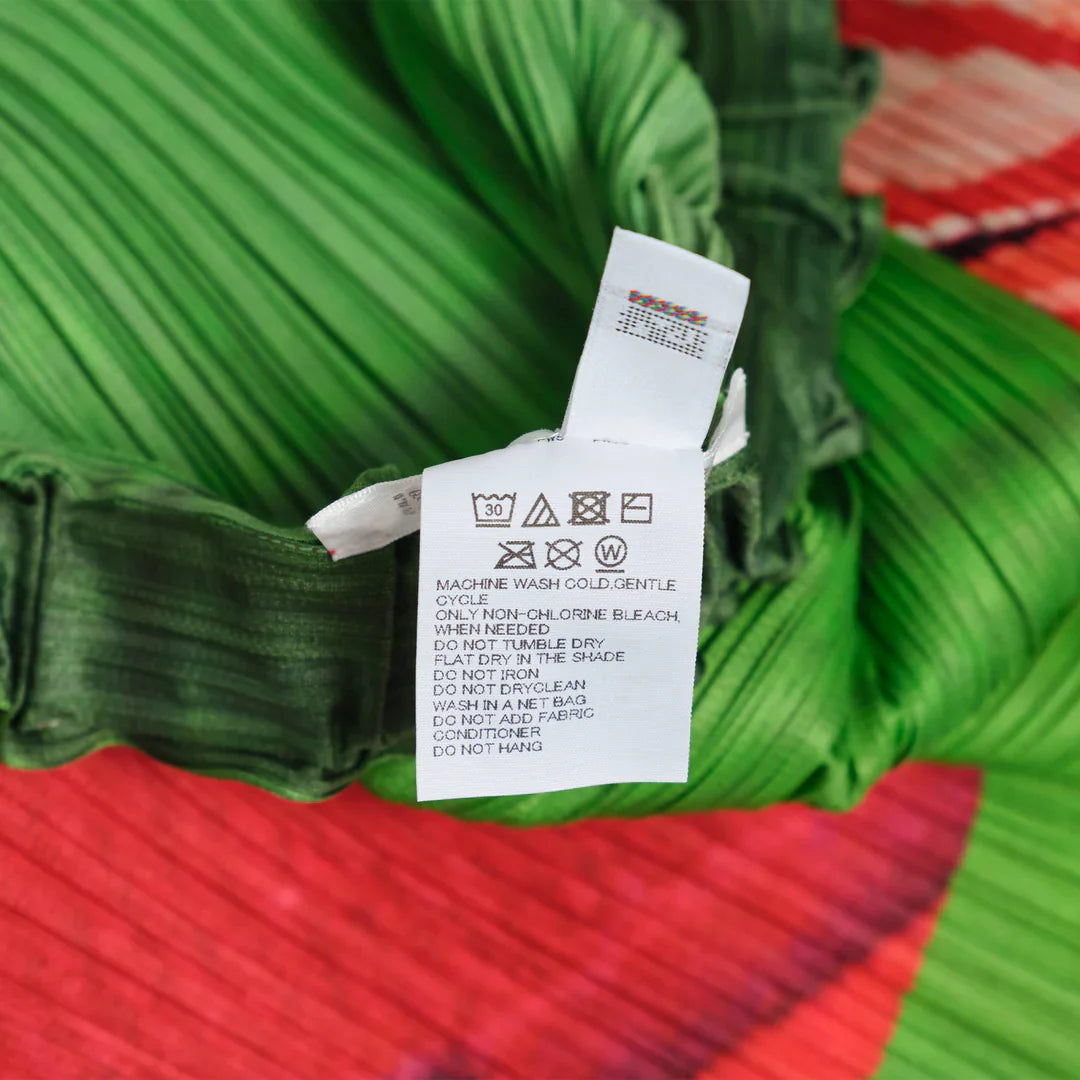 30
W
MACHINE WASH COLD,GENTLE
CYCLE
ONLY NON-CHLORINE BLEACH,
WHEN NEEDED
DO NOT TUMBLE DRY
FLAT DRY IN THE SHADE
DO NOT IRON
DO NOT DRYCLEAN
WASH IN A NET BAG
DO NOT ADD FABRIC
CONDITIONER
DO NOT HANG